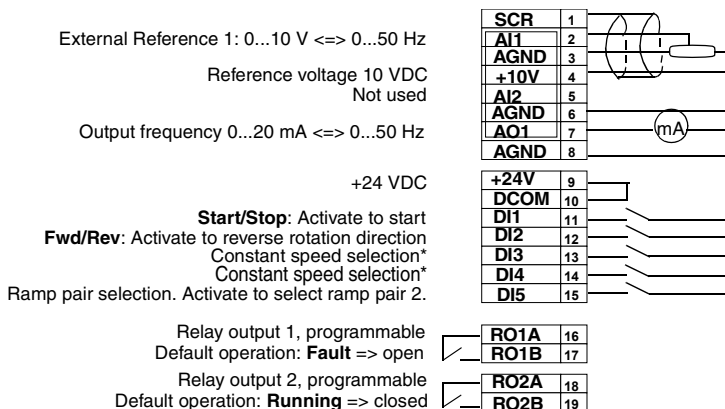 SCR 1
External Reference 1: 0...10 V <=> 0...50 Hz AI1 2
AGND 3
Reference voltage 10 VDC +10V 4
Not used AI2 5
AGND 6
Output frequency 0...20 mA <=> 0...50 Hz AO1 7 mA
AGND 8
+24 VDC +24V 9
DCOM 10
Start/Stop: Activate to start DI1 11
Fwd/Rev: Activate to reverse rotation direction DI2 12
Constant speed selection* DI3 13
Constant speed selection* DI4 14
Ramp pair selection. Activate to select ramp pair 2. DI5 15
Relay output 1, programmable RO1A 16
Default operation: Fault => open RO1B 17
Relay output 2, programmable RO2A 18
Default operation: Running => closed RO2B 19